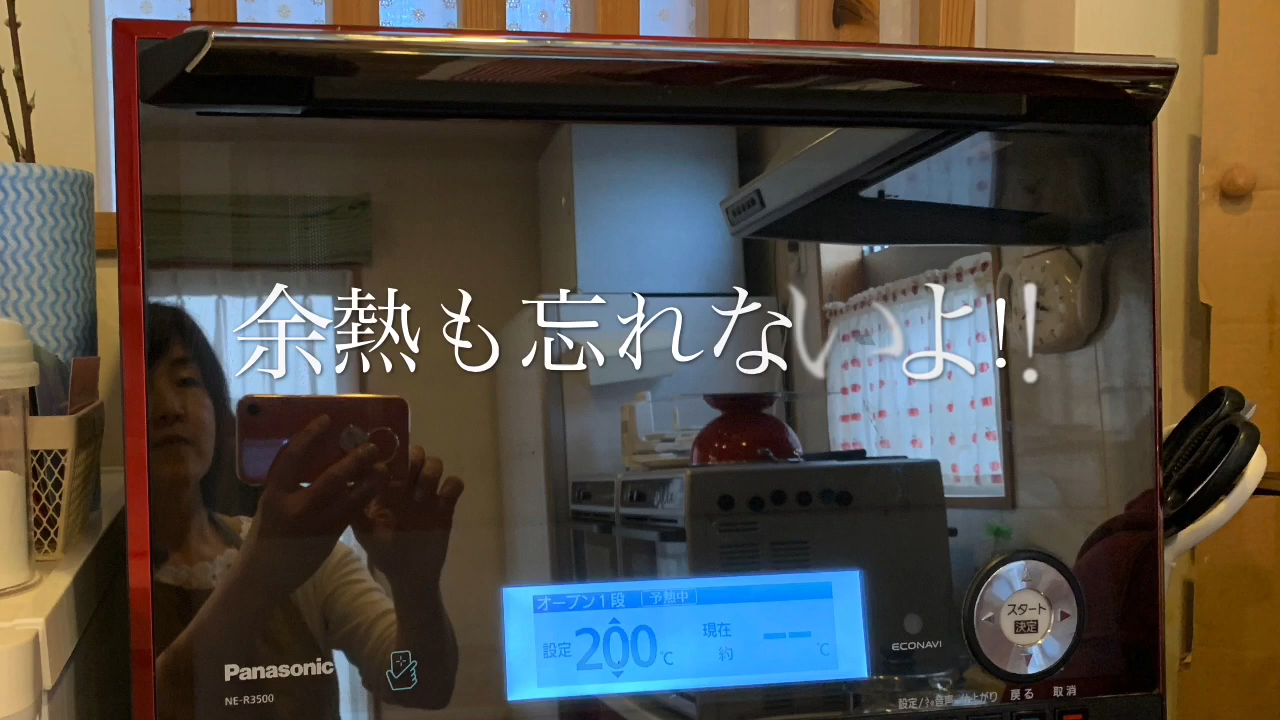 余熱も忘れないよ!!
オーブン1段 予熱中
設定 200℃ 現在 約 -- ℃
ECONAVI
スタート
決定
Panasonic
NE-R3500
戻る 取消